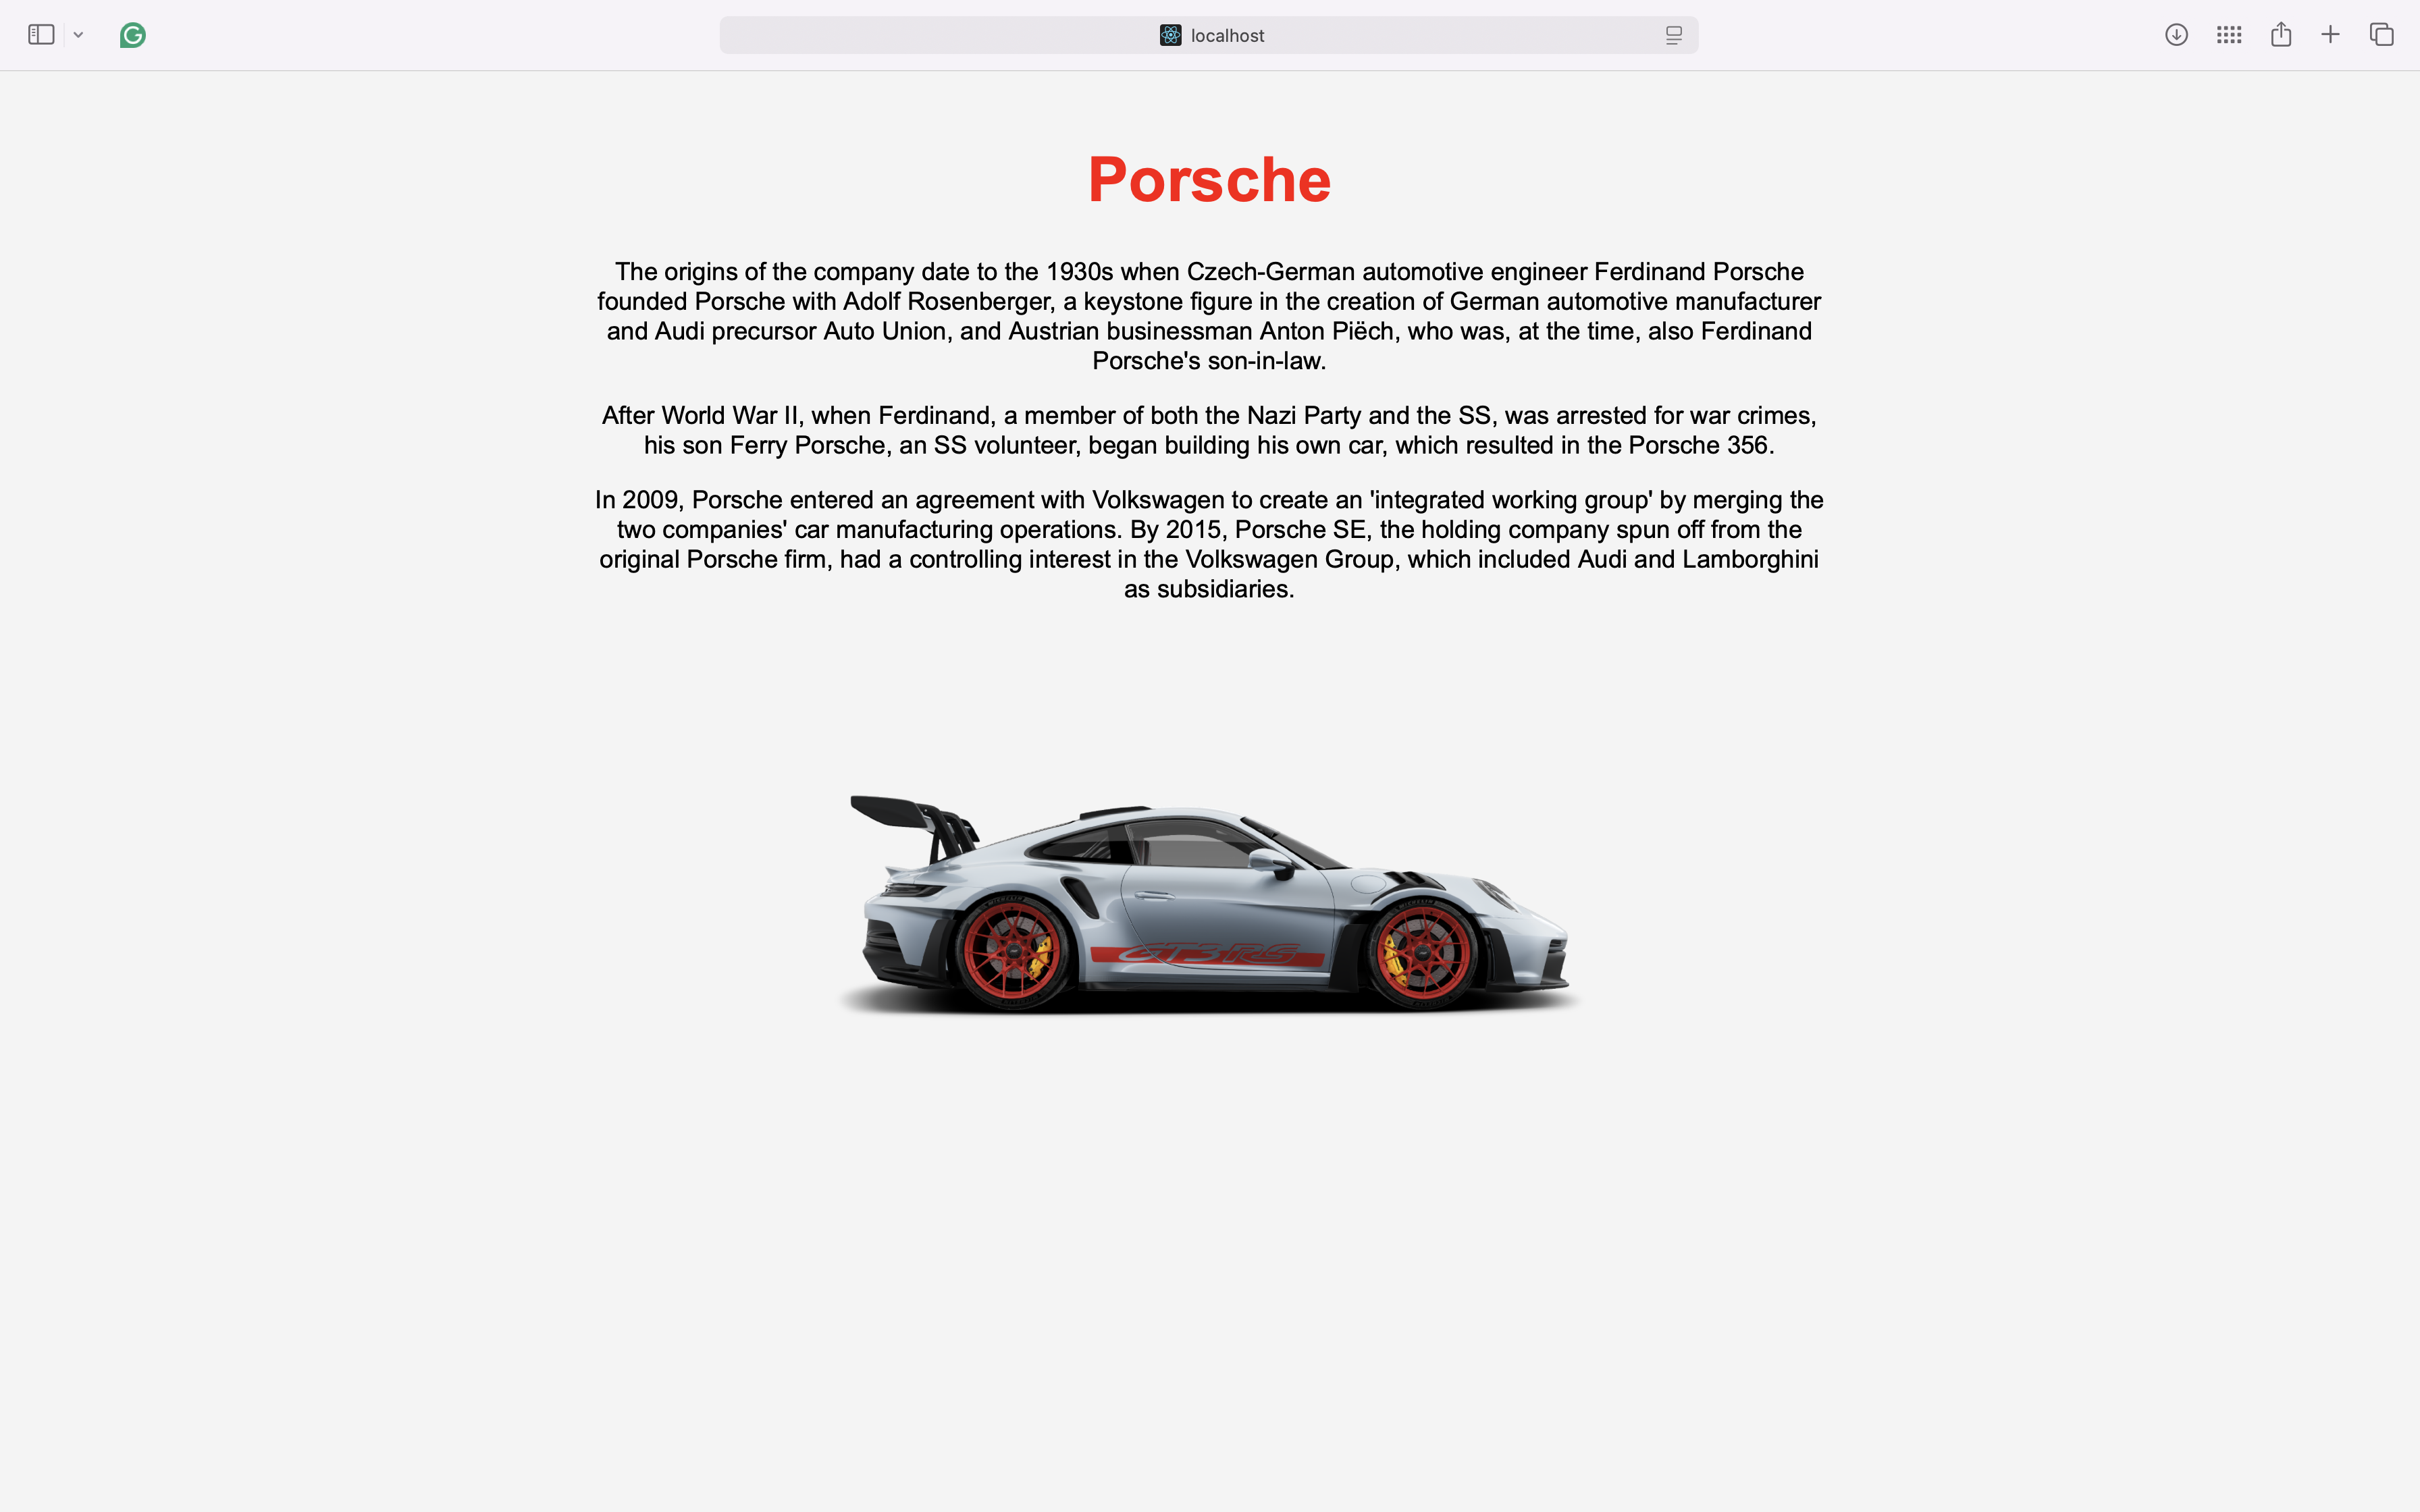 localhost
Porsche
The origins of the company date to the 1930s when Czech-German automotive engineer Ferdinand Porsche
founded Porsche with Adolf Rosenberger, a keystone figure in the creation of German automotive manufacturer
and Audi precursor Auto Union, and Austrian businessman Anton Piëch, who was, at the time, also Ferdinand
Porsche's son-in-law.
After World War II, when Ferdinand, a member of both the Nazi Party and the SS, was arrested for war crimes,
his son Ferry Porsche, an SS volunteer, began building his own car, which resulted in the Porsche 356.
In 2009, Porsche entered an agreement with Volkswagen to create an 'integrated working group' by merging the
two companies' car manufacturing operations. By 2015, Porsche SE, the holding company spun off from the
original Porsche firm, had a controlling interest in the Volkswagen Group, which included Audi and Lamborghini
as subsidiaries.
GT3 RS